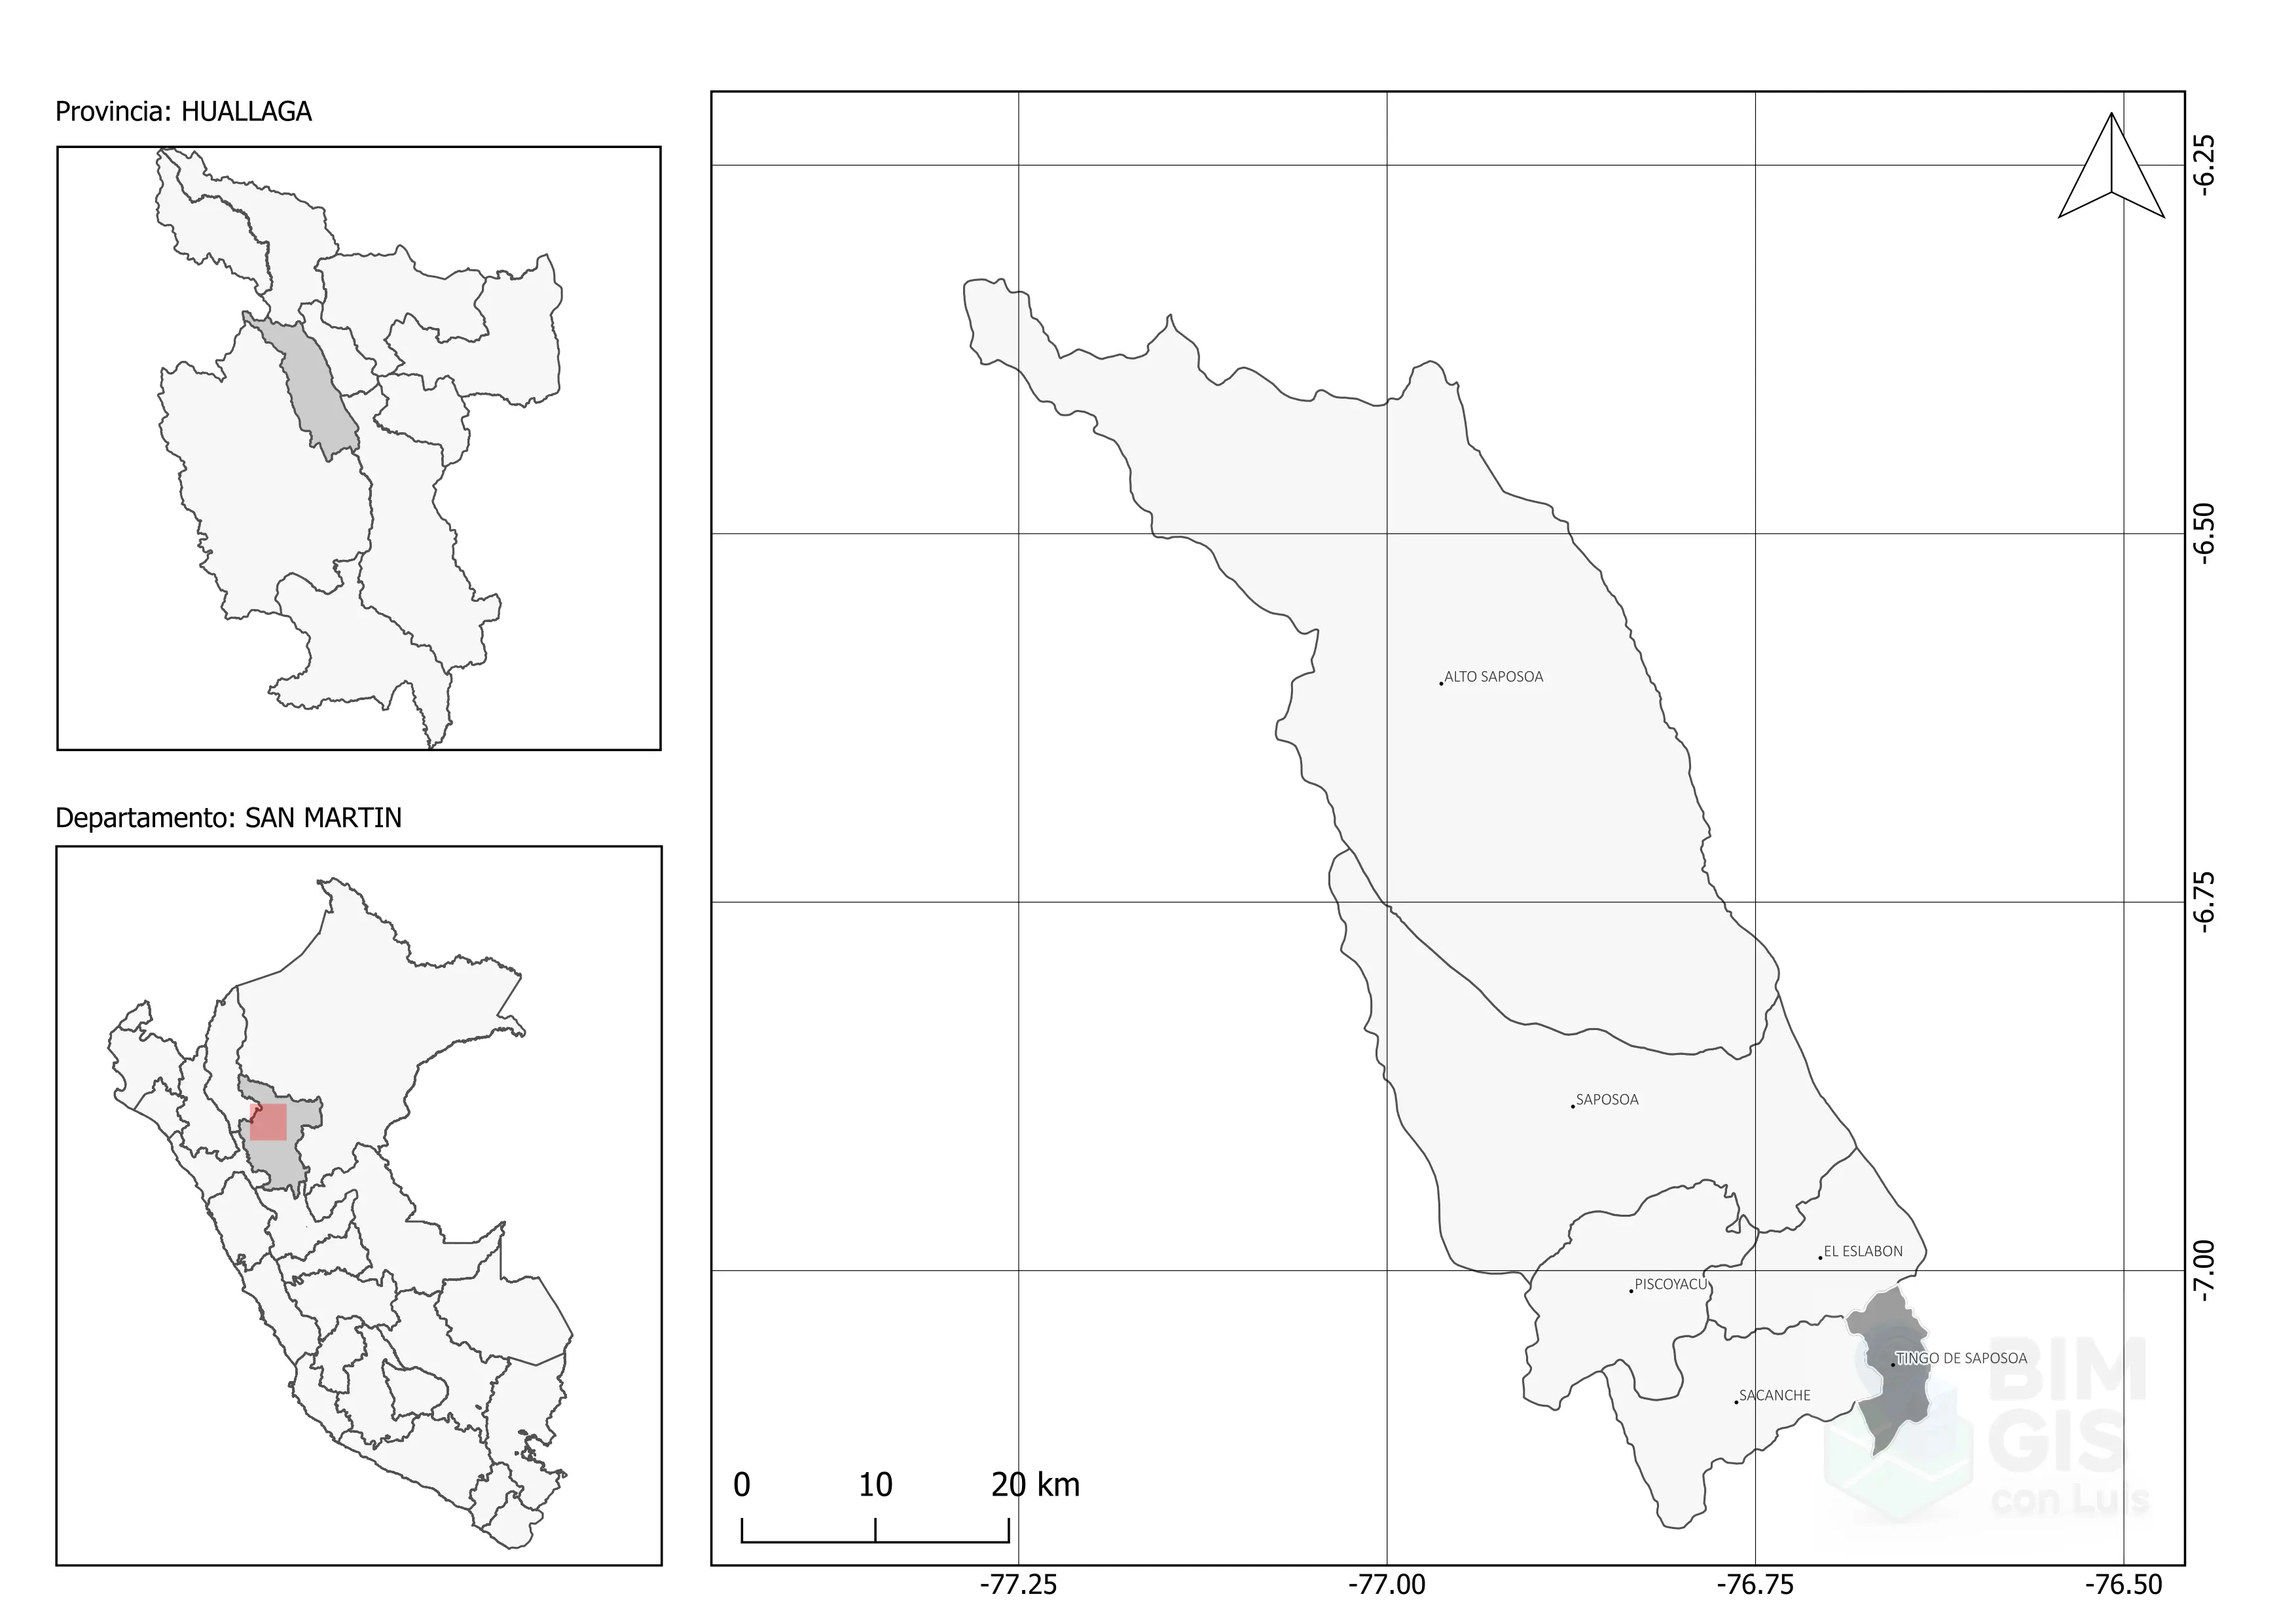 Provincia: HUALLAGA
Departamento: SAN MARTIN
-6.25
-6.50
-6.75
-7.00
ALTO SAPOSOA
SAPOSOA
EL ESLABON
PISCOYACU
TINGO DE SAPOSOA
SACANCHE
BIM
GIS
con Luis
0 10 20 km
-77.25 -77.00 -76.75 -76.50